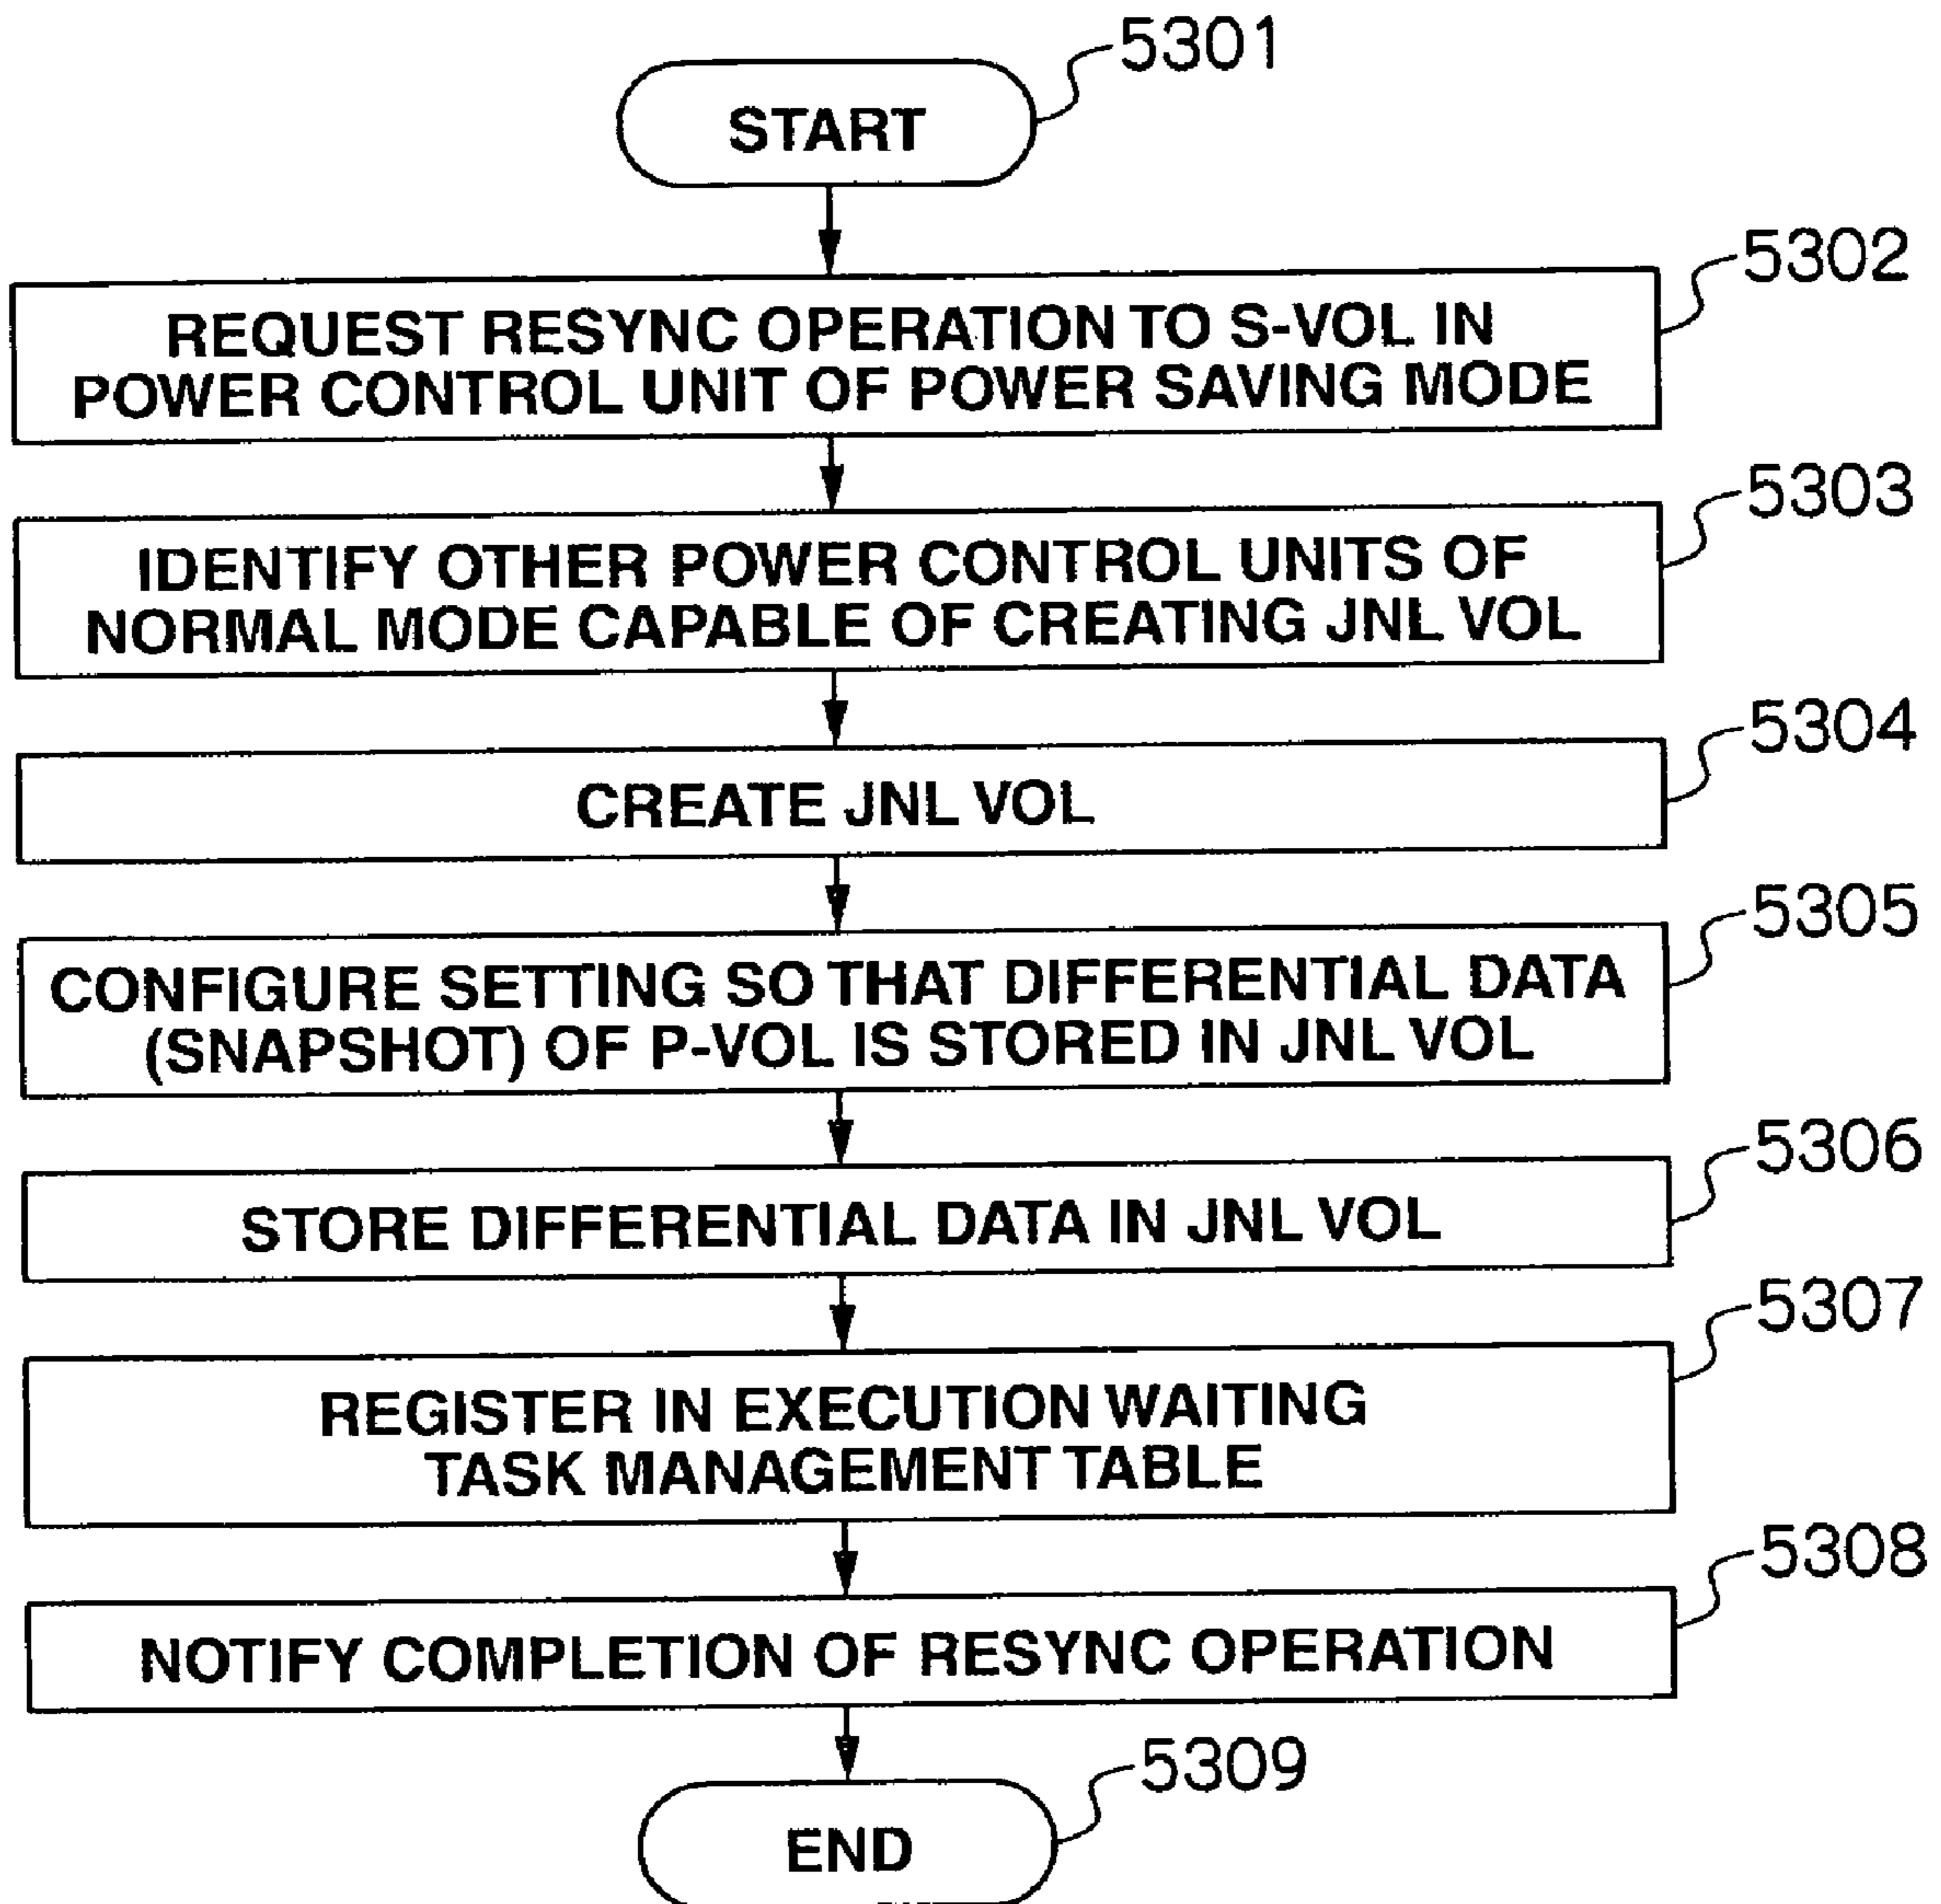 5301
START
5302
REQUEST RESYNC OPERATION TO S-VOL IN
POWER CONTROL UNIT OF POWER SAVING MODE
5303
IDENTIFY OTHER POWER CONTROL UNITS OF
NORMAL MODE CAPABLE OF CREATING JNL VOL
5304
CREATE JNL VOL
5305
CONFIGURE SETTING SO THAT DIFFERENTIAL DATA
(SNAPSHOT) OF P-VOL IS STORED IN JNL VOL
5306
STORE DIFFERENTIAL DATA IN JNL VOL
5307
REGISTER IN EXECUTION WAITING
TASK MANAGEMENT TABLE
5308
NOTIFY COMPLETION OF RESYNC OPERATION
5309
END